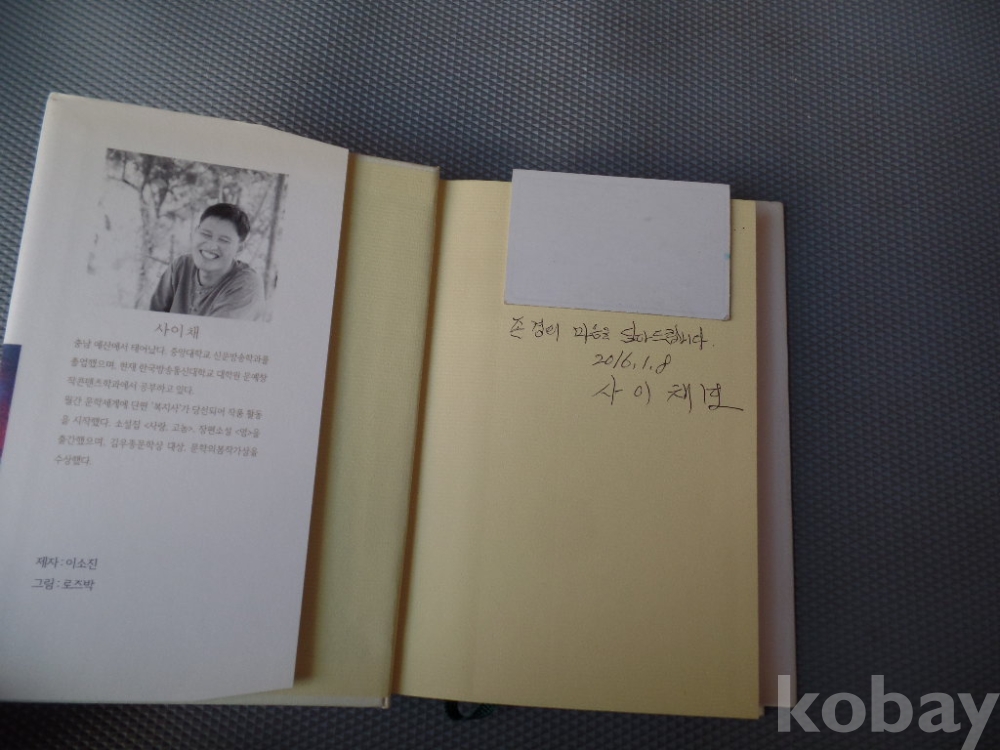 사이채
충남 예산에서 태어났다. 중앙대학교 신문방송학과를
졸업했으며, 현재 한국방송통신대학교 대학원 문예창
작콘텐츠학과에서 공부하고 있다.
월간 문학세계에 단편 '복지사'가 당선되어 작품 활동
을 시작했다. 소설집 <사랑, 고놈>, 장편소설 <얼>을
출간했으며, 김우종문학상 대상, 문학의봄작가상을
수상했다.
제자 : 이소진
그림 : 로즈박
존경의 마음을 담아드립니다.
2016.1.8
사이채
kobay